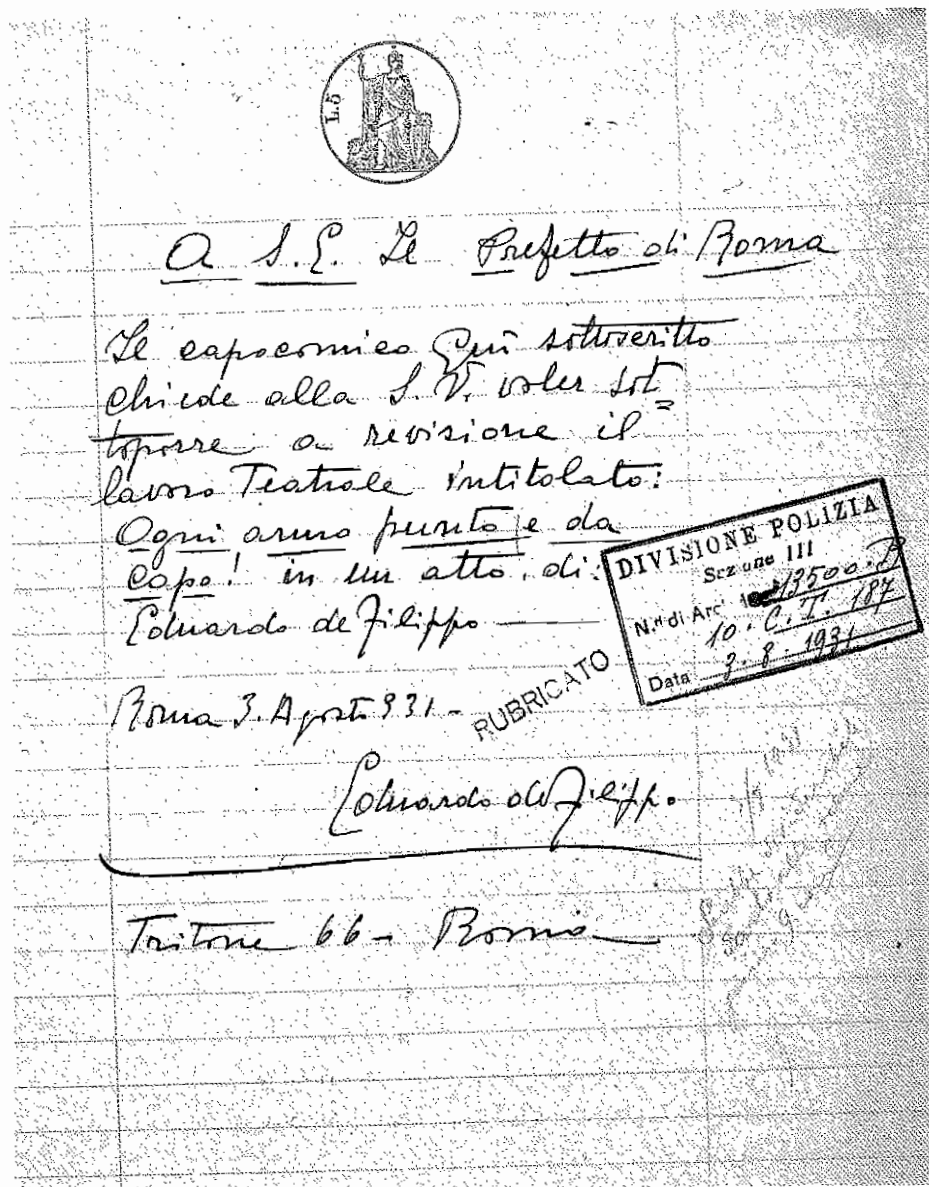 L.5
A S.E. Il Prefetto di Roma
Il capocomico qui sottoscritto
chiede alla S.V. voler sot=
toporre a revisione il
lavoro Teatrale intitolato:
Ogni anno punto e da
capo! in un atto. di:
Eduardo de Filippo —
DIVISIONE POLIZIA
Sezione III
N.º di Arc. 13500.B
10. C.T. 187
Data 3. 8. 1931
RUBRICATO
Roma 3. Agosto 931 -
Eduardo de Filippo.
Tritone 66 - Roma